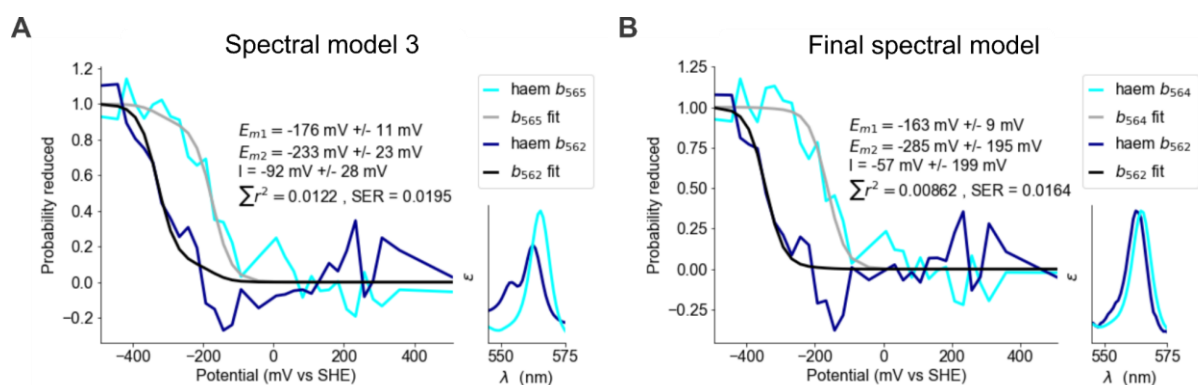 A
Spectral model 3
1.2
1.0
0.8
0.6
0.4
0.2
0.0
−0.2
Probability reduced
−400
−200
0
200
400
Potential (mV vs SHE)
E_m1 = -176 mV +/- 11 mV
E_m2 = -233 mV +/- 23 mV
I = -92 mV +/- 28 mV
∑r² = 0.0122 , SER = 0.0195
haem b₅₆₅
b₅₆₅ fit
haem b₅₆₂
b₅₆₂ fit
ε
550
575
λ (nm)
B
Final spectral model
1.25
1.00
0.75
0.50
0.25
0.00
−0.25
Probability reduced
−400
−200
0
200
400
Potential (mV vs SHE)
E_m1 = -163 mV +/- 9 mV
E_m2 = -285 mV +/- 195 mV
I = -57 mV +/- 199 mV
∑r² = 0.00862 , SER = 0.0164
haem b₅₆₄
b₅₆₄ fit
haem b₅₆₂
b₅₆₂ fit
ε
550
575
λ (nm)